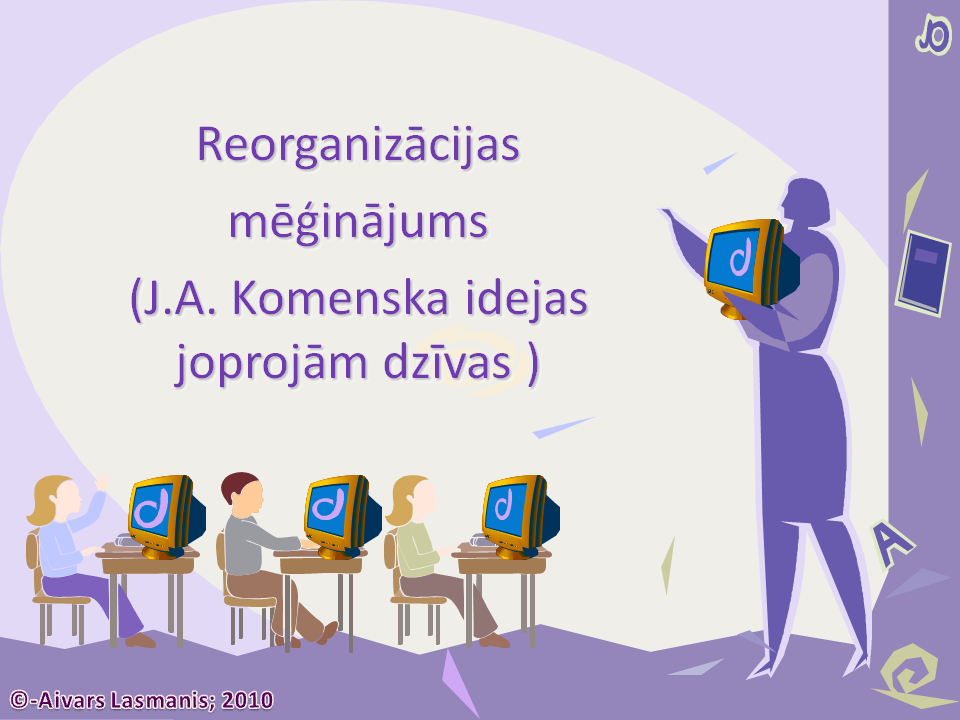 Reorganizācijas
mēģinājums
(J.A. Komenska idejas
joprojām dzīvas )
A
©-Aivars Lasmanis; 2010